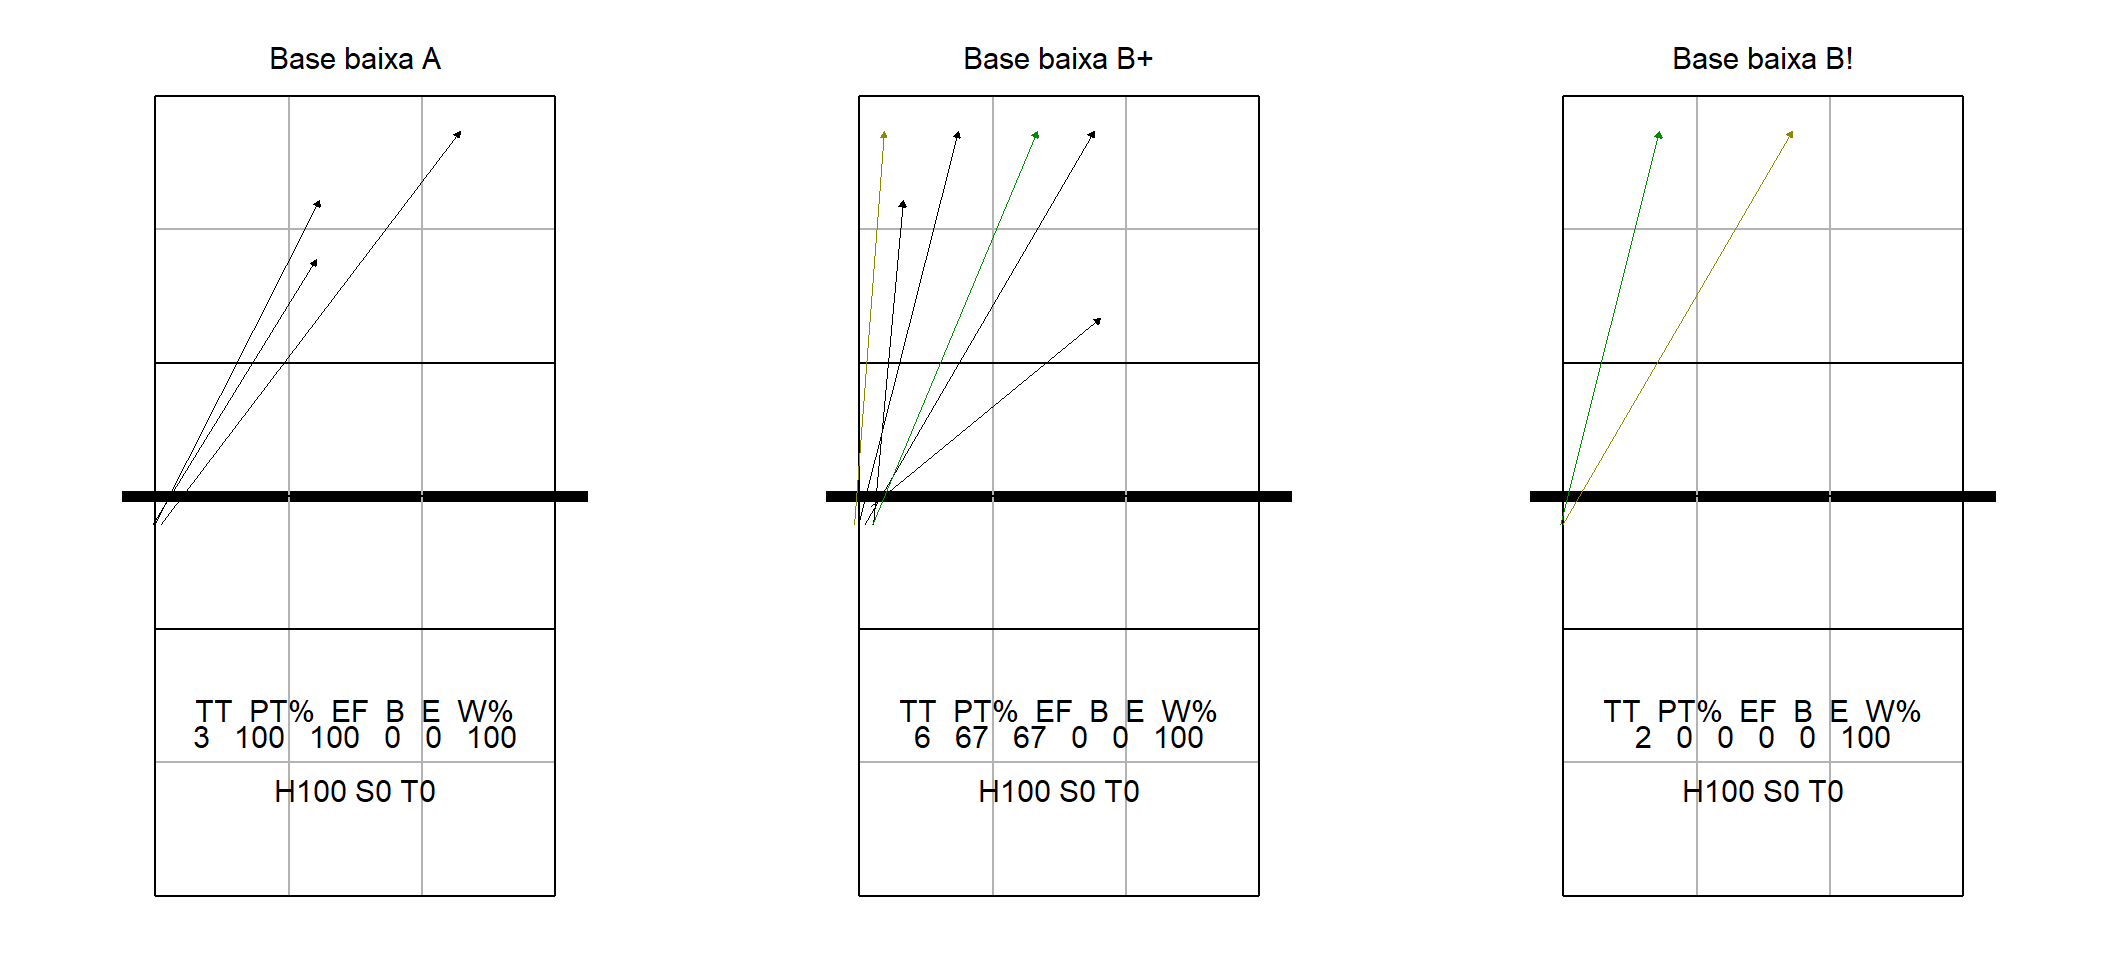 Base baixa A
TT PT% EF B E W%
3 100 100 0 0 100
H100 S0 T0
Base baixa B+
TT PT% EF B E W%
6 67 67 0 0 100
H100 S0 T0
Base baixa B!
TT PT% EF B E W%
2 0 0 0 0 100
H100 S0 T0